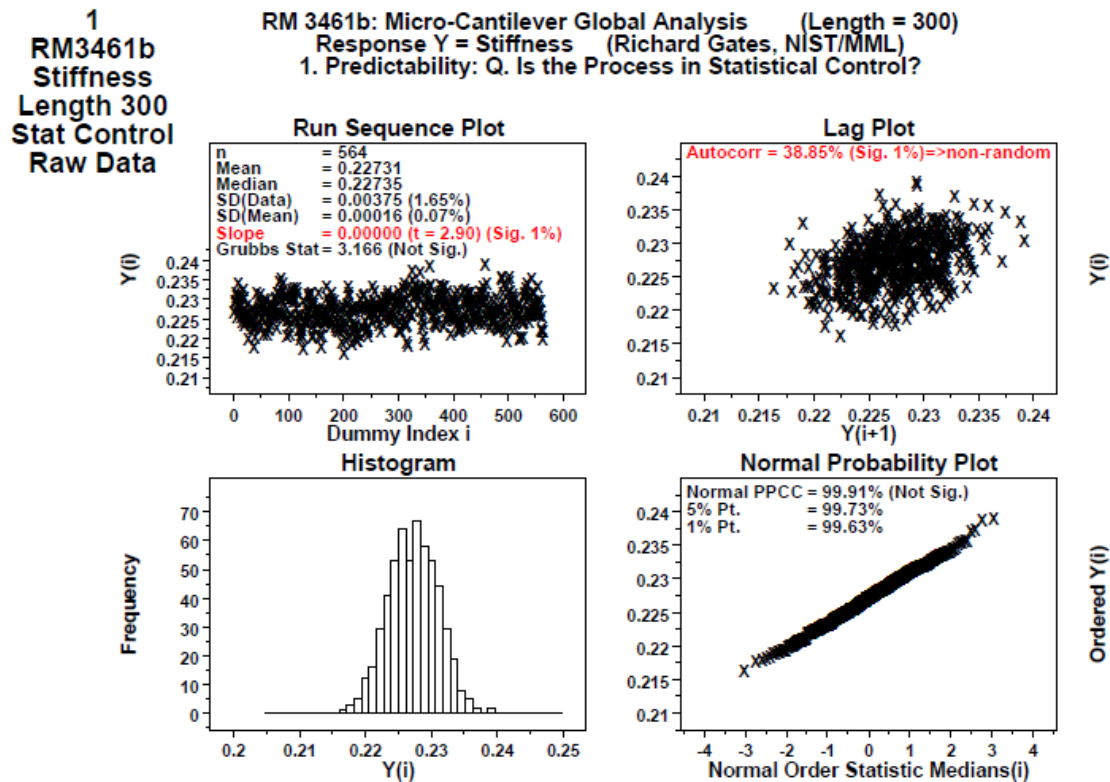 1
RM3461b
Stiffness
Length 300
Stat Control
Raw Data
RM 3461b: Micro-Cantilever Global Analysis (Length = 300)
Response Y = Stiffness (Richard Gates, NIST/MML)
1. Predictability: Q. Is the Process in Statistical Control?
Run Sequence Plot
n = 564
Mean = 0.22731
Median = 0.22735
SD(Data) = 0.00375 (1.65%)
SD(Mean) = 0.00016 (0.07%)
Slope = 0.00000 (t = 2.90) (Sig. 1%)
Grubbs Stat = 3.166 (Not Sig.)
Y(i)
0.24
0.235
0.23
0.225
0.22
0.215
0.21
0 100 200 300 400 500 600
Dummy Index i
Lag Plot
Autocorr = 38.85% (Sig. 1%)=>non-random
0.24
0.235
0.23
0.225
0.22
0.215
0.21
Y(i)
0.21 0.215 0.22 0.225 0.23 0.235 0.24
Y(i+1)
Histogram
Frequency
70
60
50
40
30
20
10
0
0.2 0.21 0.22 0.23 0.24 0.25
Y(i)
Normal Probability Plot
Normal PPCC = 99.91% (Not Sig.)
5% Pt. = 99.73%
1% Pt. = 99.63%
0.24
0.235
0.23
0.225
0.22
0.215
0.21
Ordered Y(i)
-4 -3 -2 -1 0 1 2 3 4
Normal Order Statistic Medians(i)